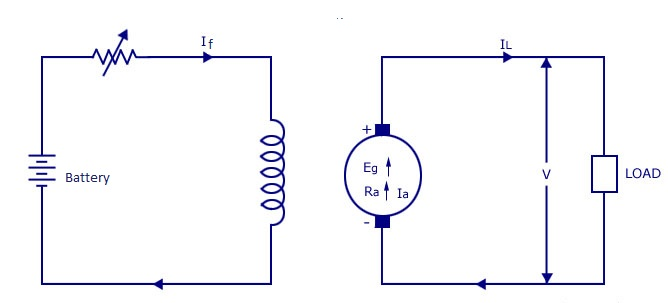 If
IL
+
Eg
Ra Ia
-
Battery
V
LOAD